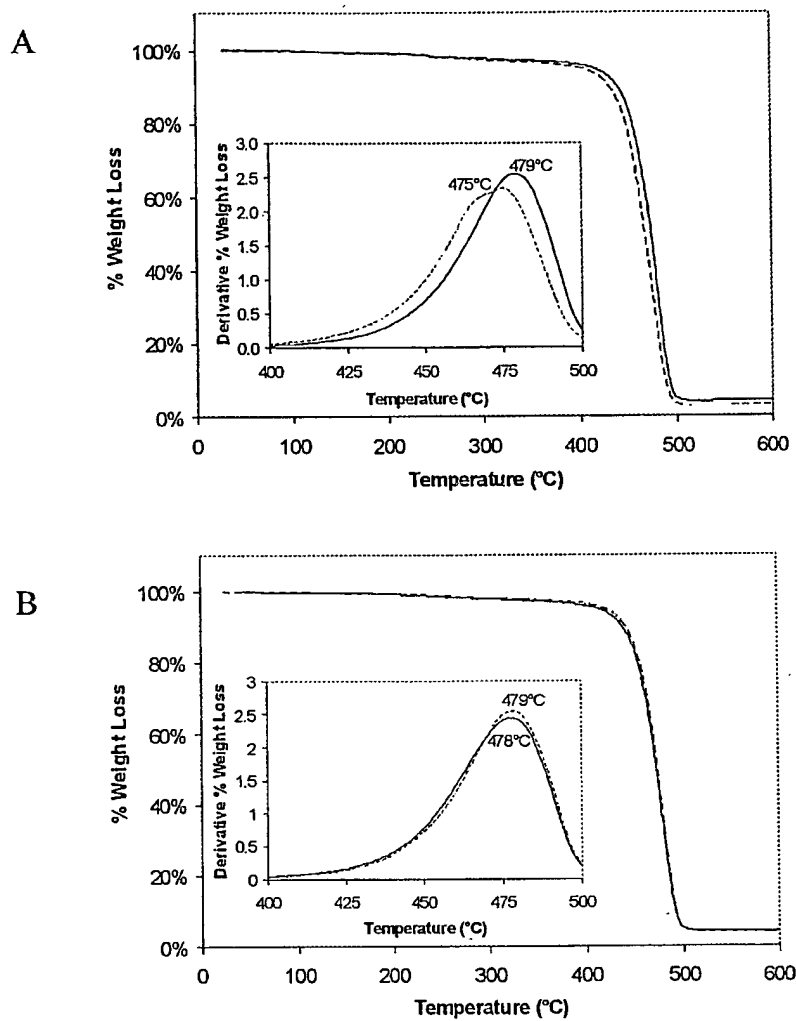 A
100%
80%
60%
40%
20%
0%
% Weight Loss
0 100 200 300 400 500 600
Temperature (°C)
3.0
2.5
2.0
1.5
1.0
0.5
0.0
Derivative % Weight Loss
475°C
479°C
400 425 450 475 500
Temperature (°C)
B
100%
80%
60%
40%
20%
0%
% Weight Loss
0 100 200 300 400 500 600
Temperature (°C)
3
2.5
2
1.5
1
0.5
0
Derivative % Weight Loss
479°C
478°C
400 425 450 475 500
Temperature (°C)